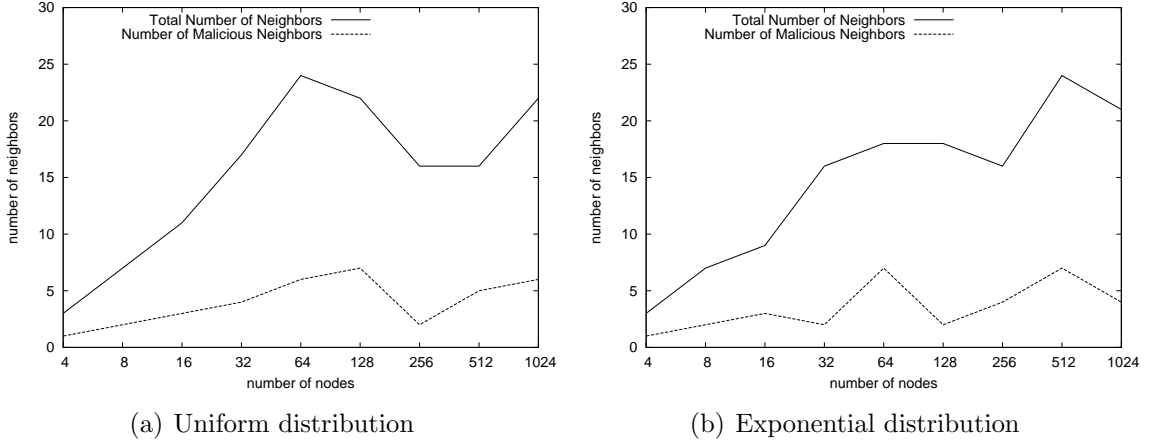 30
25
20
15
10
5
0
number of neighbors
Total Number of Neighbors
Number of Malicious Neighbors
4 8 16 32 64 128 256 512 1024
number of nodes
(a) Uniform distribution
30
25
20
15
10
5
0
number of neighbors
Total Number of Neighbors
Number of Malicious Neighbors
4 8 16 32 64 128 256 512 1024
number of nodes
(b) Exponential distribution